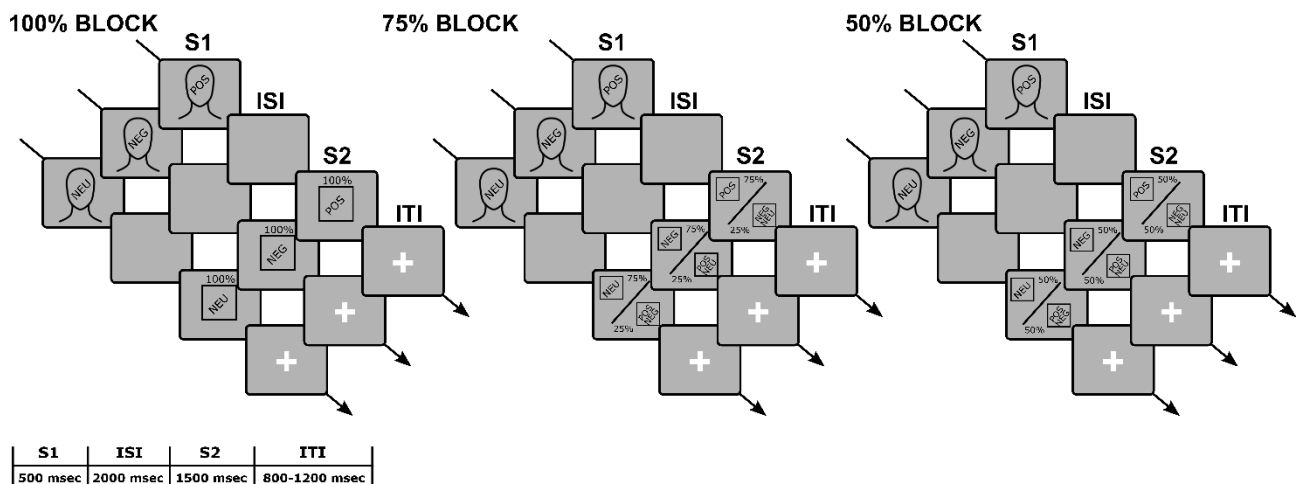 100% BLOCK
S1
POS
ISI
NEG
S2
100%
POS
NEU
ITI
100%
NEG
100%
NEU
75% BLOCK
S1
POS
ISI
NEG
S2
POS 75%
NEG
NEU
25%
NEU
ITI
NEG 75%
POS
NEU
25%
NEU 75%
POS
NEG
25%
50% BLOCK
S1
POS
ISI
NEG
S2
POS 50%
NEG
NEU
50%
NEU
ITI
NEG 50%
POS
NEU
50%
NEU 50%
POS
NEG
50%
S1 ISI S2 ITI
500 msec 2000 msec 1500 msec 800-1200 msec